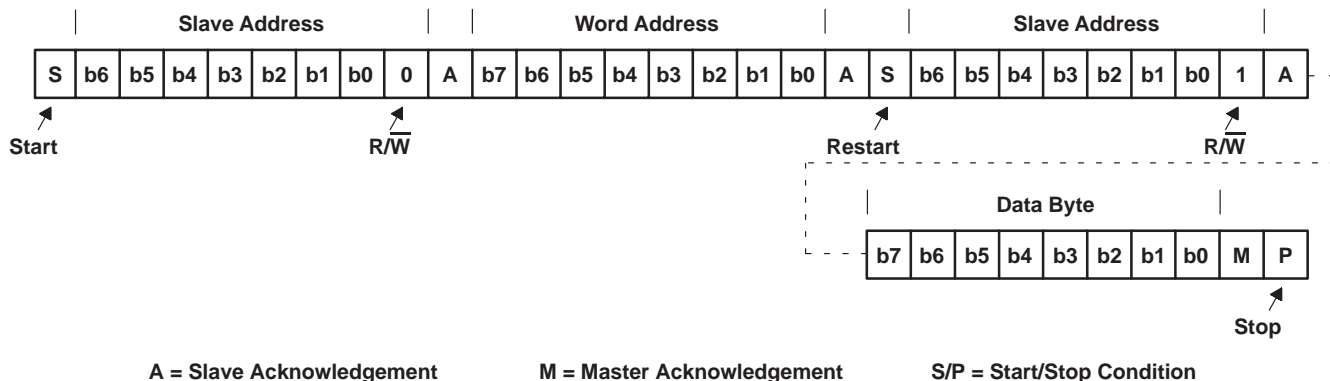 Slave Address Word Address Slave Address
S b6 b5 b4 b3 b2 b1 b0 0 A b7 b6 b5 b4 b3 b2 b1 b0 A S b6 b5 b4 b3 b2 b1 b0 1 A
Start R/W̅ Restart R/W̅
Data Byte
b7 b6 b5 b4 b3 b2 b1 b0 M P
Stop
A = Slave Acknowledgement M = Master Acknowledgement S/P = Start/Stop Condition